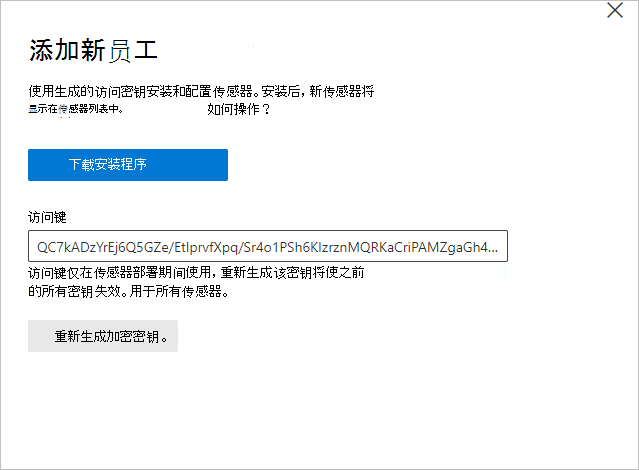 添加新员工
使用生成的访问密钥安装和配置传感器。安装后，新传感器将
显示在传感器列表中。 如何操作？
下载安装程序
访问键
QC7kADzYrEj6Q5GZe/EtIprvfXpq/Sr4o1PSh6KIzrznMQRKaCriPAMZgaGh4...
访问键仅在传感器部署期间使用，重新生成该密钥将使之前
的所有密钥失效。用于所有传感器。
重新生成加密密钥。